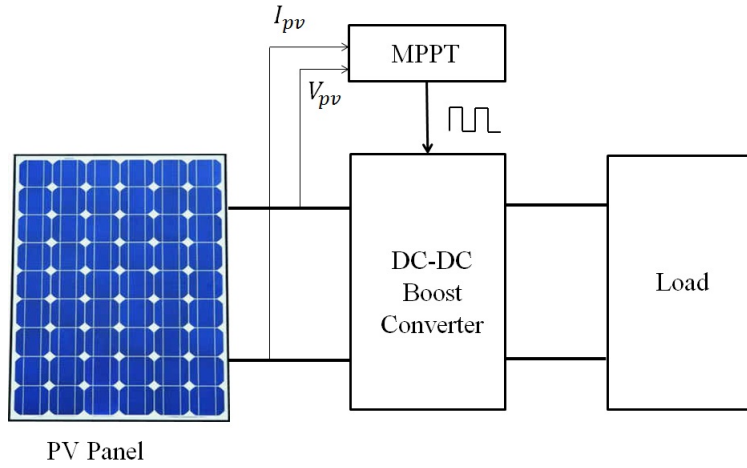 I_pv
MPPT
V_pv
DC-DC
Boost
Converter
Load
PV Panel